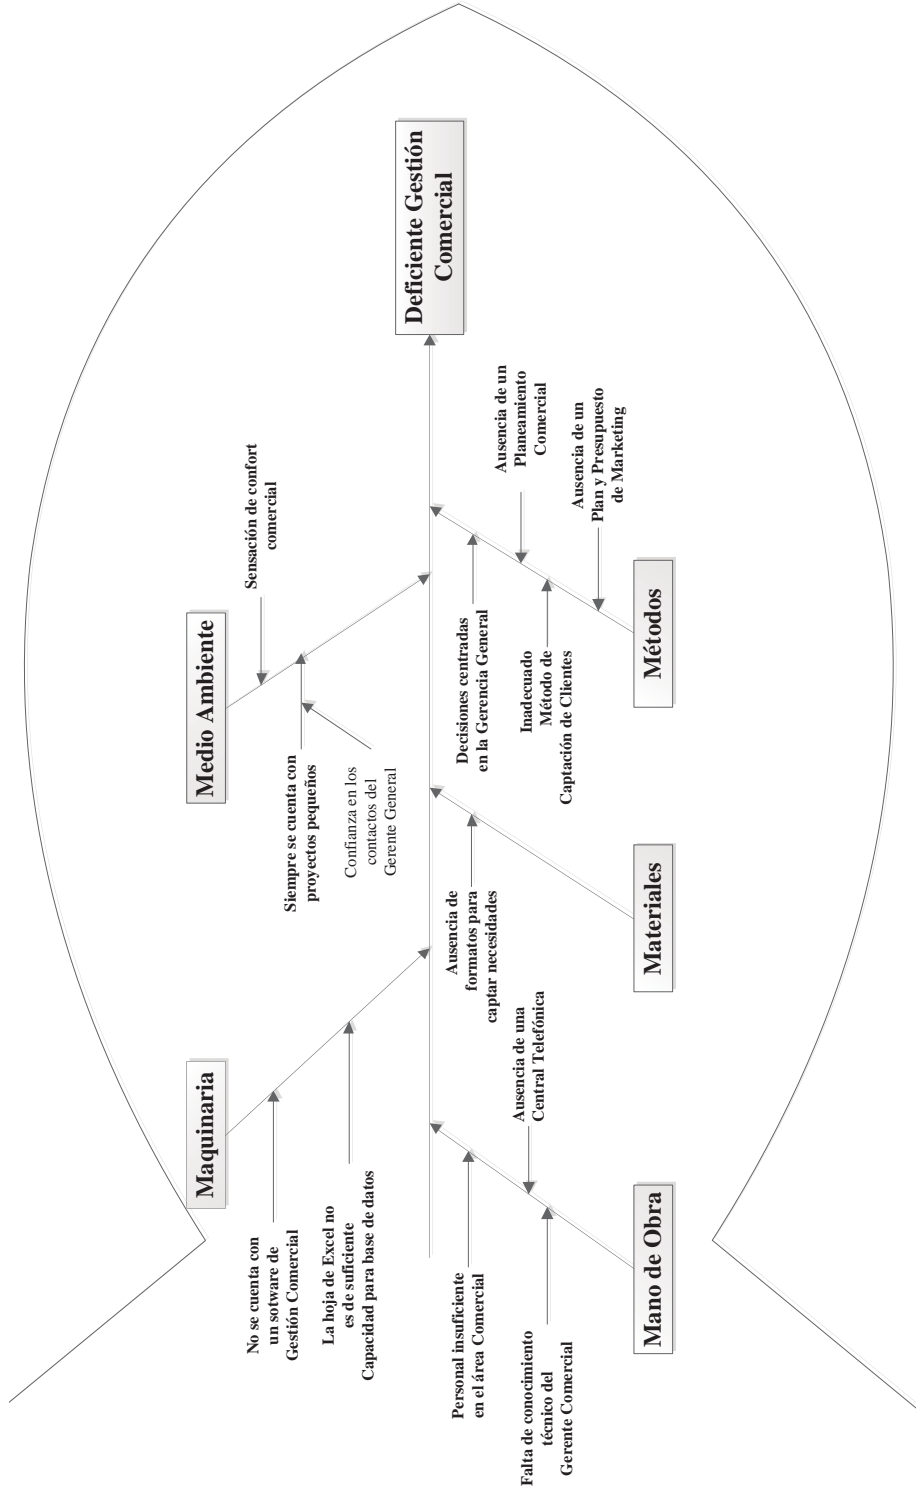 Maquinaria
No se cuenta con
un sotware de
Gestión Comercial
La hoja de Excel no
es de suficiente
Capacidad para base de datos
Medio Ambiente
Sensación de confort
comercial
Siempre se cuenta con
proyectos pequeños
Confianza en los
contactos del
Gerente General
Deficiente Gestión
Comercial
Personal insuficiente
en el área Comercial
Ausencia de una
Central Telefónica
Falta de conocimiento
técnico del
Gerente Comercial
Mano de Obra
Ausencia de
formatos para
captar necesidades
Materiales
Decisiones centradas
en la Gerencia General
Ausencia de un
Planeamiento
Comercial
Inadecuado
Método de
Captación de Clientes
Ausencia de un
Plan y Presupuesto
de Marketing
Métodos